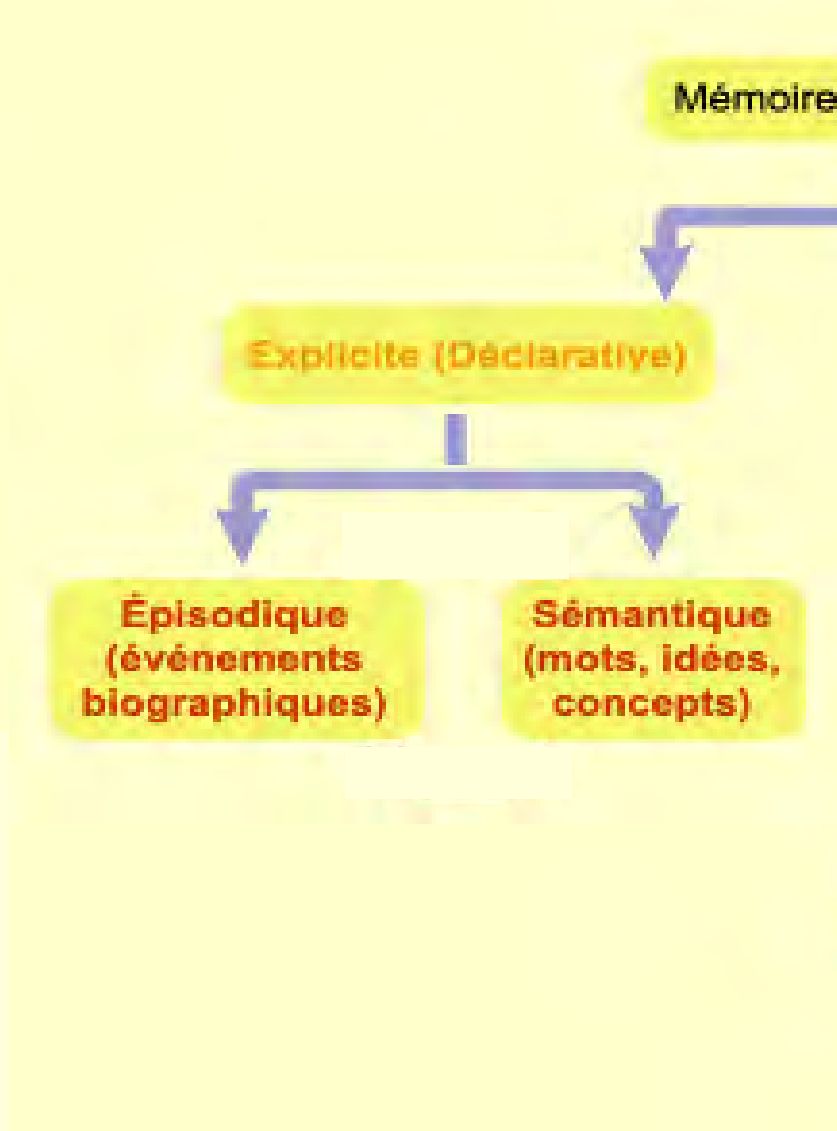 Mémoire
Explicite (Déclarative)
Épisodique
(événements
biographiques)
Sémantique
(mots, idées,
concepts)